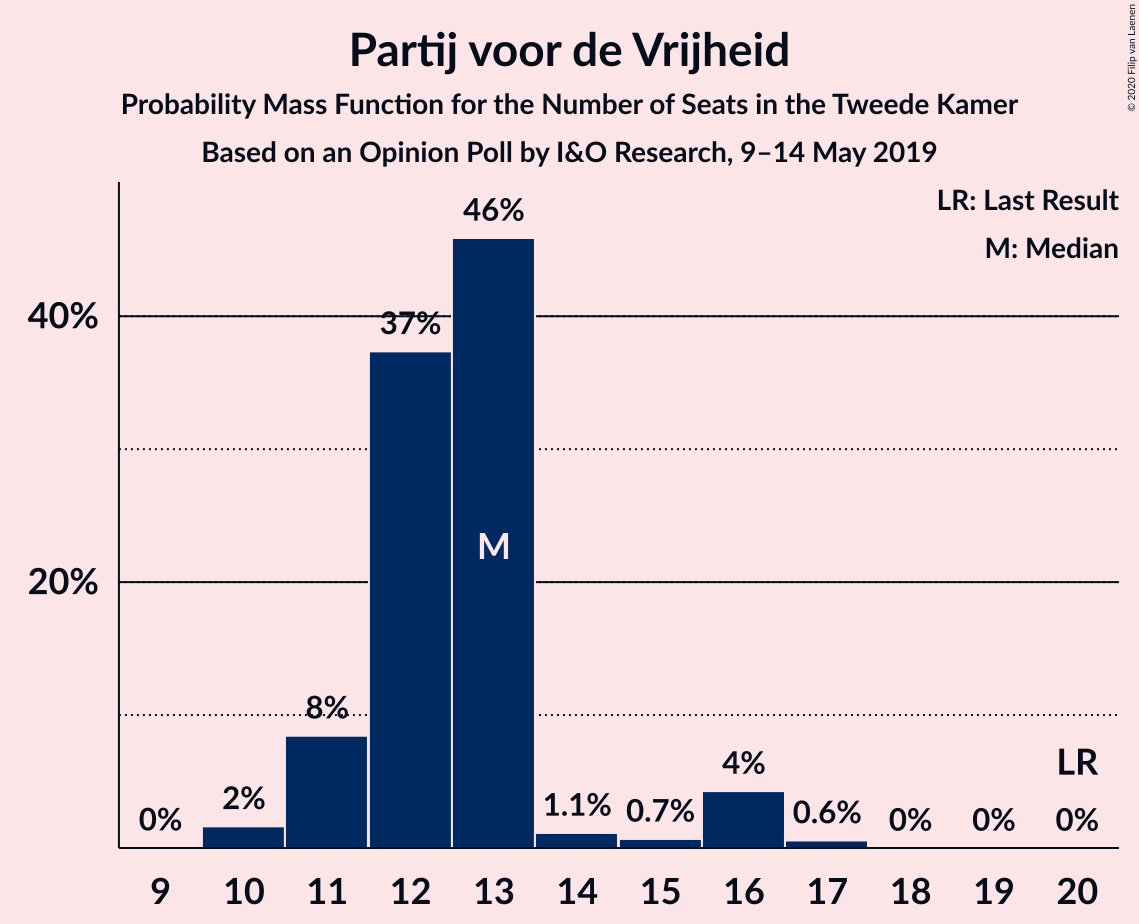 Partij voor de Vrijheid
Probability Mass Function for the Number of Seats in the Tweede Kamer
Based on an Opinion Poll by I&O Research, 9–14 May 2019
© 2020 Filip van Laenen
LR: Last Result
M: Median
40%
20%
0%
2%
8%
37%
46%
M
1.1%
0.7%
4%
0.6%
0%
0%
LR
0%
9 10 11 12 13 14 15 16 17 18 19 20